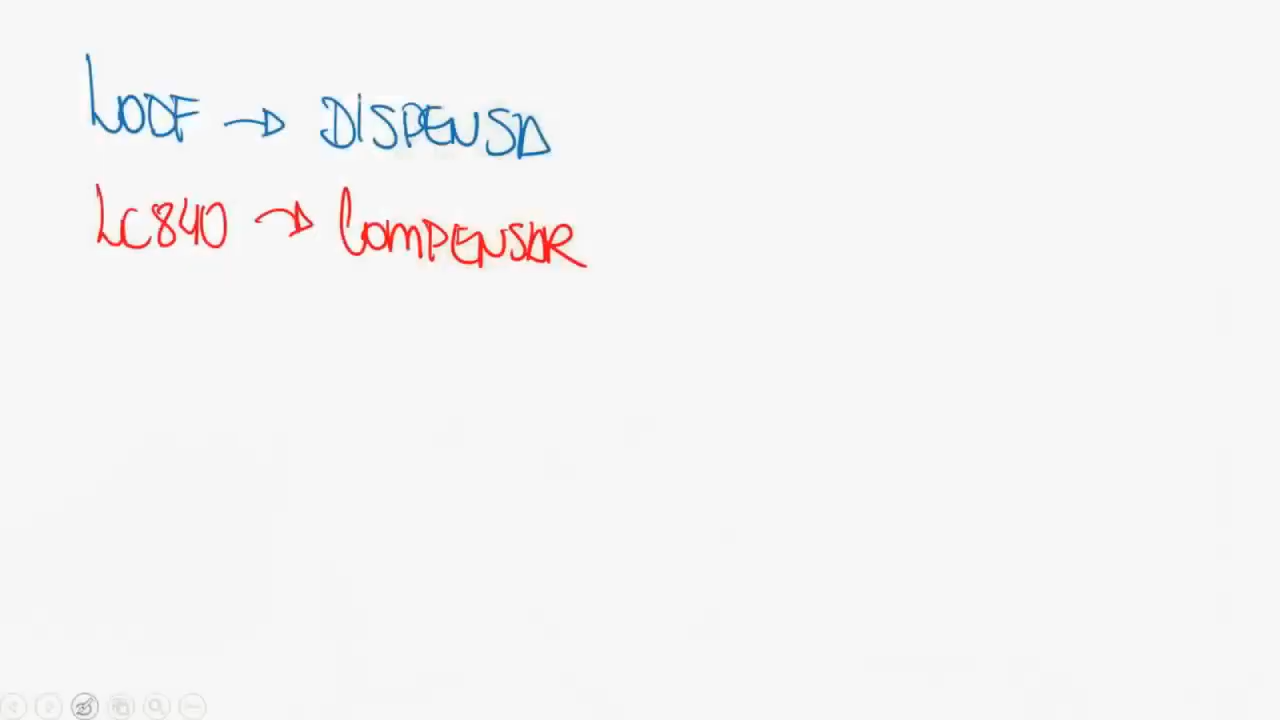 LODF → DISPENSA
LC840 → COMPENSAR